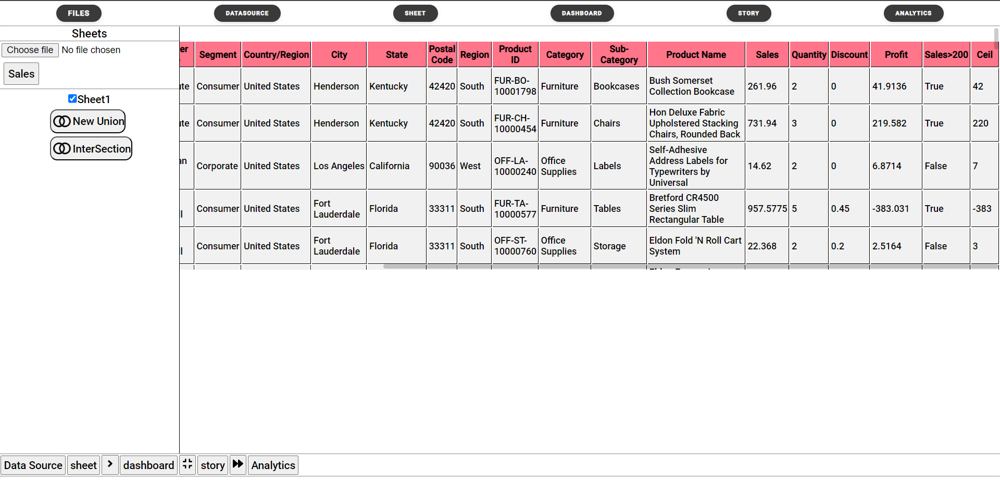 FILES DATASOURCE SHEET DASHBOARD STORY ANALYTICS
Sheets
Choose file No file chosen
Sales
Sheet1
New Union
InterSection
er Segment Country/Region City State Postal Code Region Product ID Category Sub-Category Product Name Sales Quantity Discount Profit Sales>200 Ceil
ute Consumer United States Henderson Kentucky 42420 South FUR-BO-10001798 Furniture Bookcases Bush Somerset Collection Bookcase 261.96 2 0 41.9136 True 42
ute Consumer United States Henderson Kentucky 42420 South FUR-CH-10000454 Furniture Chairs Hon Deluxe Fabric Upholstered Stacking Chairs, Rounded Back 731.94 3 0 219.582 True 220
an Corporate United States Los Angeles California 90036 West OFF-LA-10000240 Office Supplies Labels Self-Adhesive Address Labels for Typewriters by Universal 14.62 2 0 6.8714 False 7
ll Consumer United States Fort Lauderdale Florida 33311 South FUR-TA-10000577 Furniture Tables Bretford CR4500 Series Slim Rectangular Table 957.5775 5 0.45 -383.031 True -383
ll Consumer United States Fort Lauderdale Florida 33311 South OFF-ST-10000760 Office Supplies Storage Eldon Fold 'N Roll Cart System 22.368 2 0.2 2.5164 False 3
Data Source sheet dashboard story Analytics